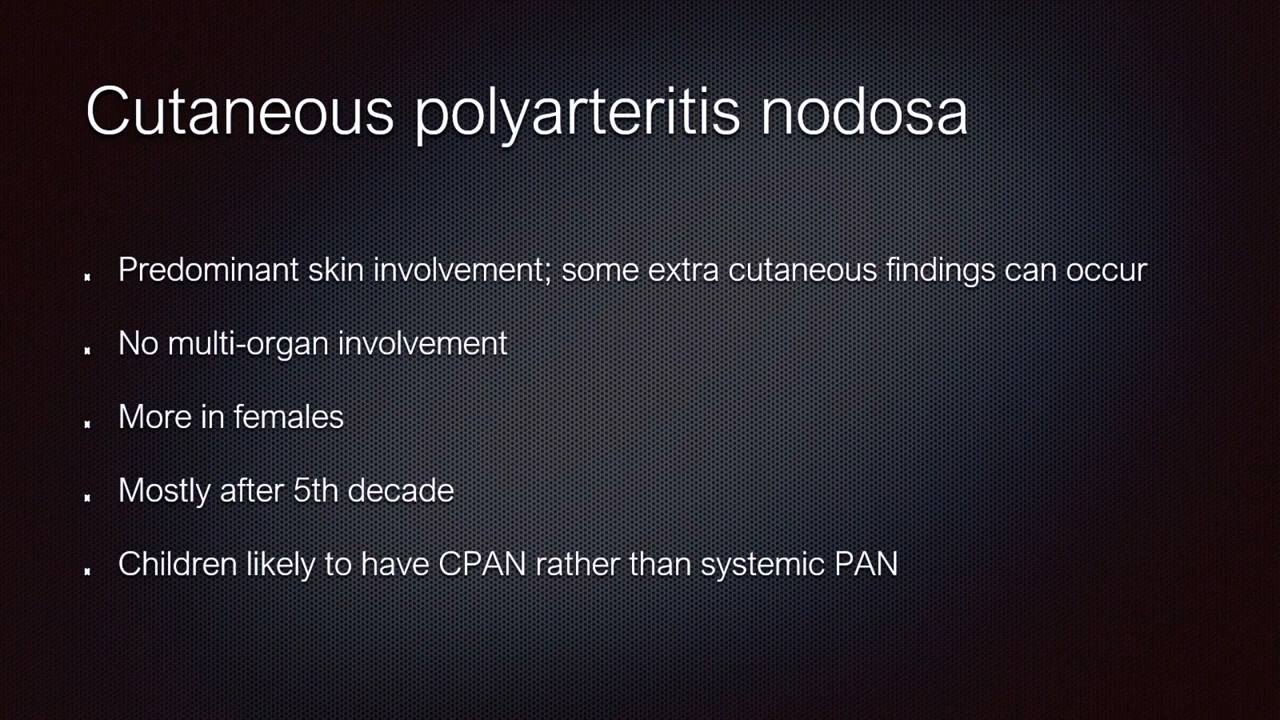 Cutaneous polyarteritis nodosa
Predominant skin involvement; some extra cutaneous findings can occur
No multi-organ involvement
More in females
Mostly after 5th decade
Children likely to have CPAN rather than systemic PAN